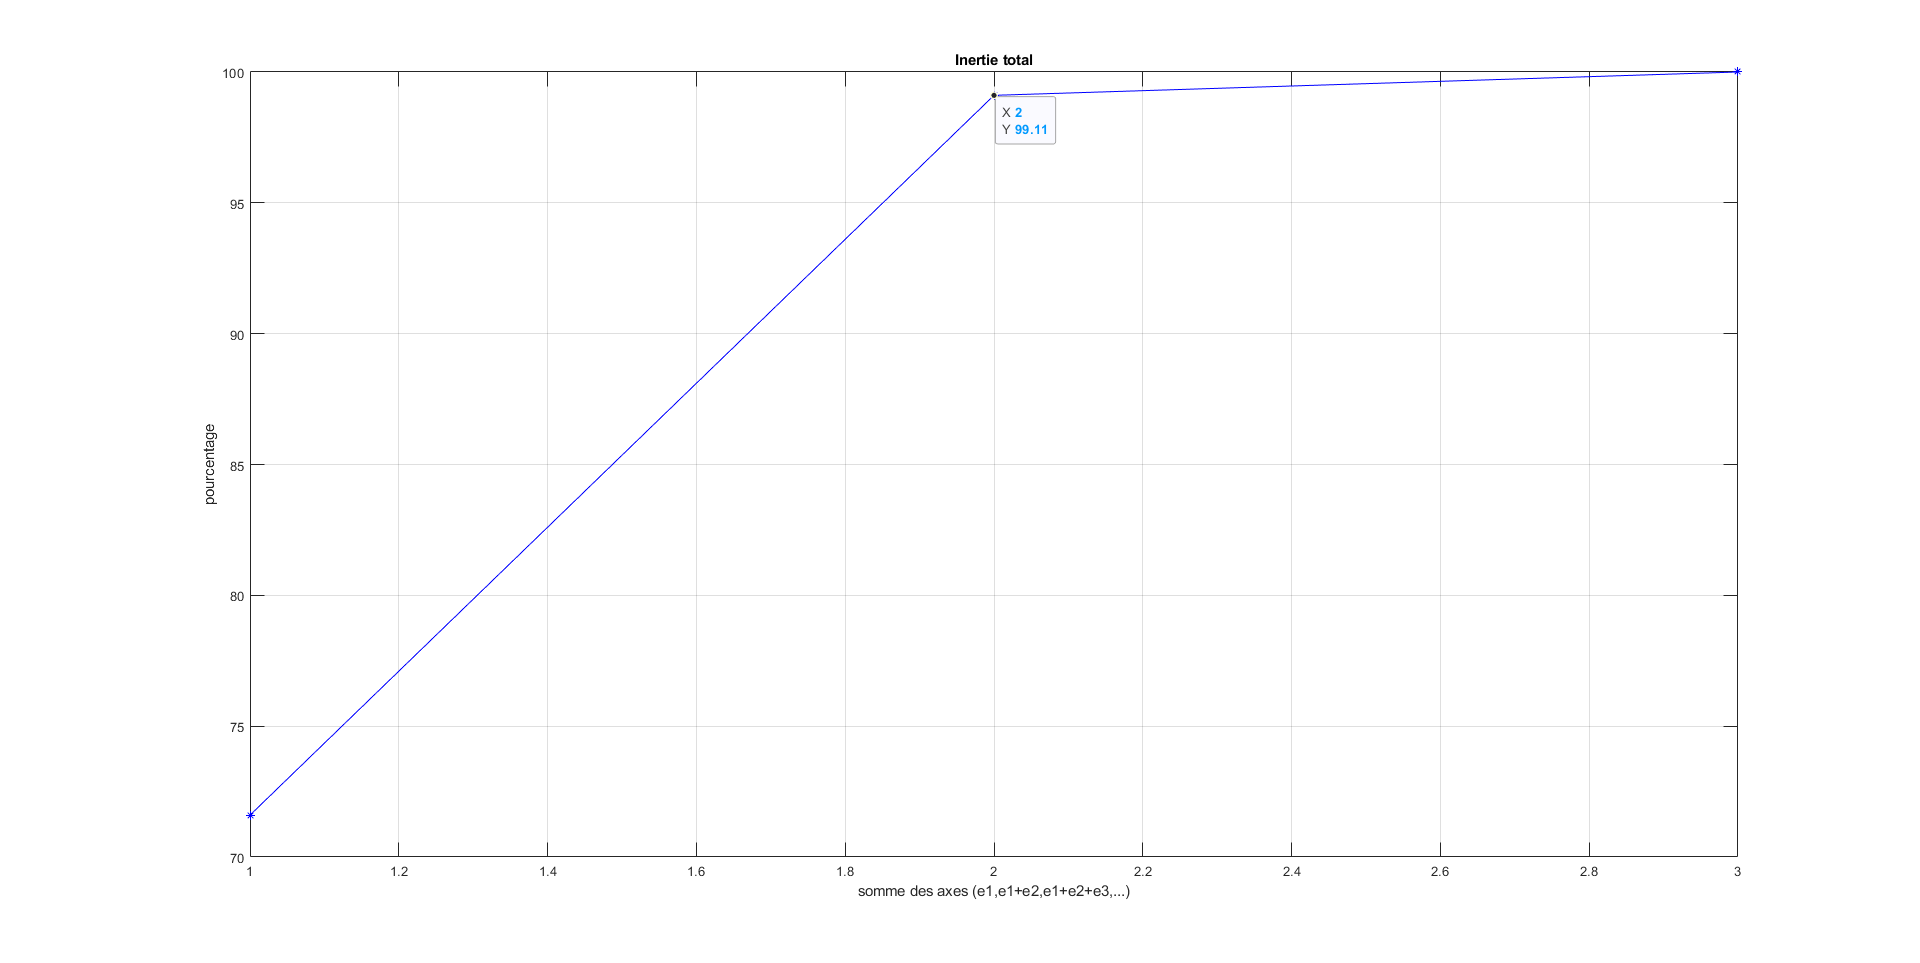 Inertie total
100
95
90
85
80
75
70
pourcentage
X 2
Y 99.11
1 1.2 1.4 1.6 1.8 2 2.2 2.4 2.6 2.8 3
somme des axes (e1,e1+e2,e1+e2+e3,...)